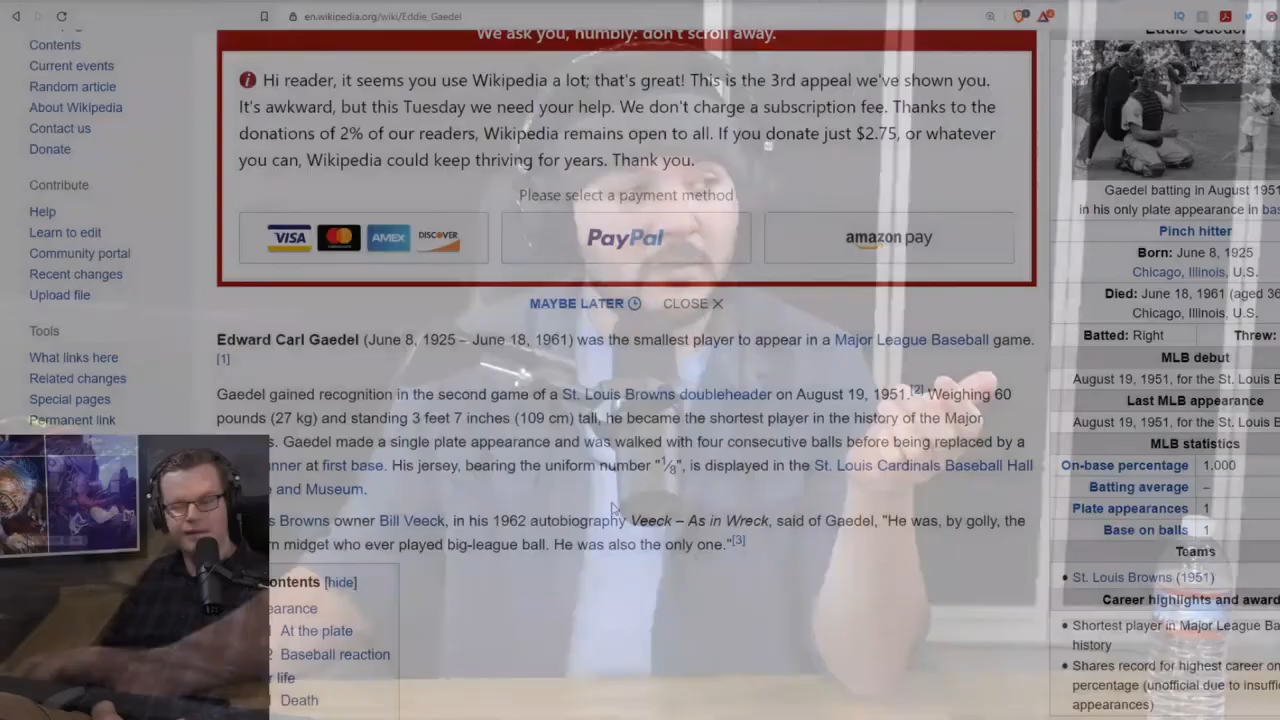 en.wikipedia.org/wiki/Eddie_Gaedel
Contents
Current events
Random article
About Wikipedia
Contact us
Donate
Contribute
Help
Learn to edit
Community portal
Recent changes
Upload file
Tools
What links here
Related changes
Special pages
Permanent link
We ask you, humbly: don't scroll away.
Hi reader, it seems you use Wikipedia a lot; that's great! This is the 3rd appeal we've shown you.
It's awkward, but this Tuesday we need your help. We don't charge a subscription fee. Thanks to the
donations of 2% of our readers, Wikipedia remains open to all. If you donate just $2.75, or whatever
you can, Wikipedia could keep thriving for years. Thank you.
Please select a payment method
VISA mastercard AMEX DISCOVER
PayPal
amazon pay
MAYBE LATER CLOSE X
Edward Carl Gaedel (June 8, 1925 – June 18, 1961) was the smallest player to appear in a Major League Baseball game.
[1]
Gaedel gained recognition in the second game of a St. Louis Browns doubleheader on August 19, 1951.[2] Weighing 60
pounds (27 kg) and standing 3 feet 7 inches (109 cm) tall, he became the shortest player in the history of the Major
s. Gaedel made a single plate appearance and was walked with four consecutive balls before being replaced by a
nner at first base. His jersey, bearing the uniform number "1⁄8", is displayed in the St. Louis Cardinals Baseball Hall
e and Museum.
s Browns owner Bill Veeck, in his 1962 autobiography Veeck – As in Wreck, said of Gaedel, "He was, by golly, the
n midget who ever played big-league ball. He was also the only one."[3]
ontents [hide]
earance
At the plate
2 Baseball reaction
r life
Death
Eddie Gaedel
Gaedel batting in August 1951
in his only plate appearance in bas
Pinch hitter
Born: June 8, 1925
Chicago, Illinois, U.S.
Died: June 18, 1961 (aged 36
Chicago, Illinois, U.S.
Batted: Right Threw:
MLB debut
August 19, 1951, for the St. Louis B
Last MLB appearance
August 19, 1951, for the St. Louis B
MLB statistics
On-base percentage 1.000
Batting average –
Plate appearances 1
Base on balls 1
Teams
• St. Louis Browns (1951)
Career highlights and award
• Shortest player in Major League Ba
history
• Shares record for highest career on
percentage (unofficial due to insuffic
appearances)